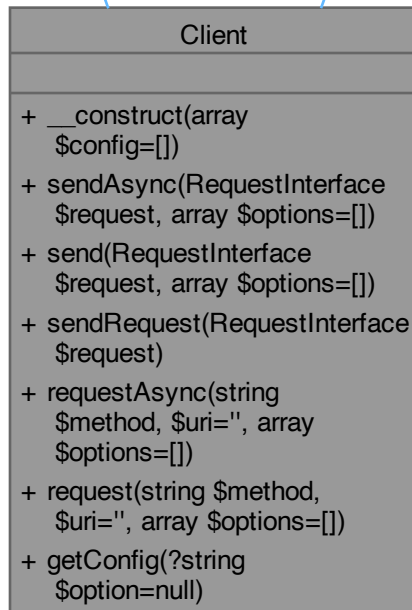 Client
+ __construct(array
$config=[])
+ sendAsync(RequestInterface
$request, array $options=[])
+ send(RequestInterface
$request, array $options=[])
+ sendRequest(RequestInterface
$request)
+ requestAsync(string
$method, $uri='', array
$options=[])
+ request(string $method,
$uri='', array $options=[])
+ getConfig(?string
$option=null)